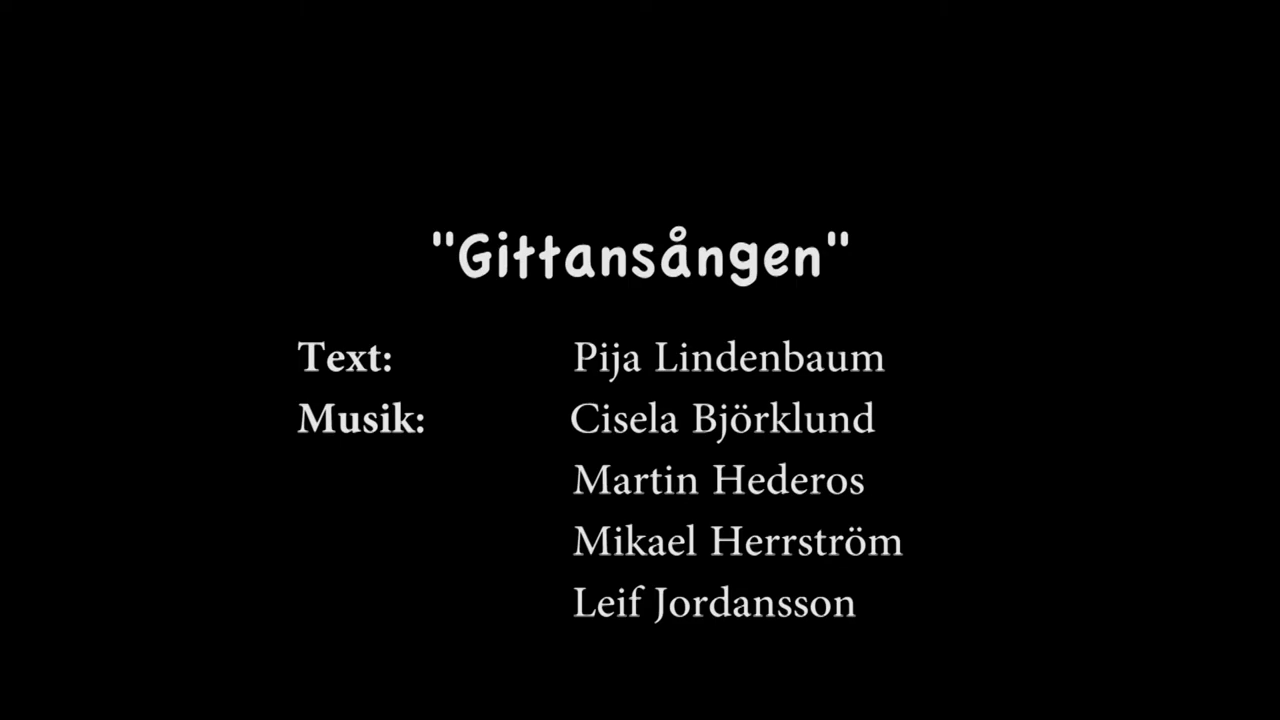 "Gittansången"
Text: Pija Lindenbaum
Musik: Cisela Björklund
Martin Hederos
Mikael Herrström
Leif Jordansson